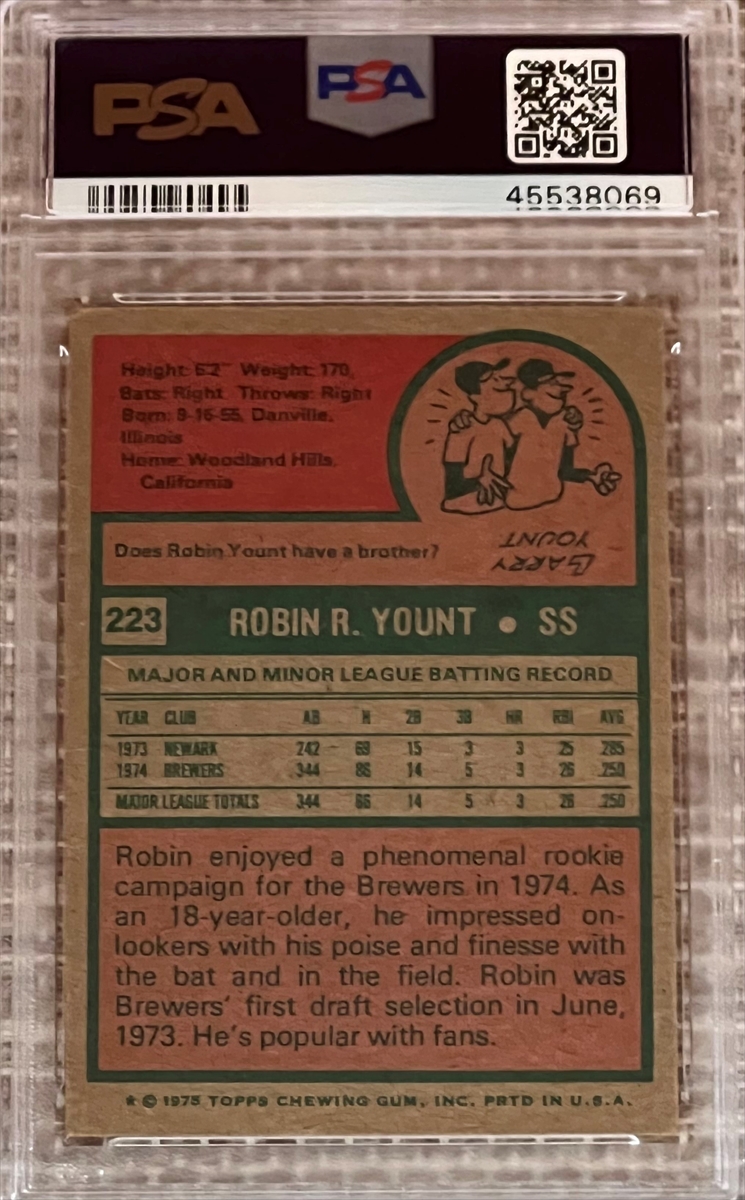 PSA PSA
45538069
Height: 6'2" Weight: 170,
Bats: Right Throws: Right
Born: 9-16-55, Danville,
Illinois
Home: Woodland Hills,
California
Does Robin Yount have a brother?
LARRY
YOUNT
223 ROBIN R. YOUNT • SS
MAJOR AND MINOR LEAGUE BATTING RECORD
YEAR CLUB AB H 2B 3B HR RBI AVG
1973 NEWARK 242 69 15 3 3 25 .285
1974 BREWERS 344 86 14 5 3 26 .250
MAJOR LEAGUE TOTALS 344 86 14 5 3 26 .250
Robin enjoyed a phenomenal rookie
campaign for the Brewers in 1974. As
an 18-year-older, he impressed on-
lookers with his poise and finesse with
the bat and in the field. Robin was
Brewers' first draft selection in June,
1973. He's popular with fans.
* © 1975 TOPPS CHEWING GUM, INC. PRTD IN U.S.A.